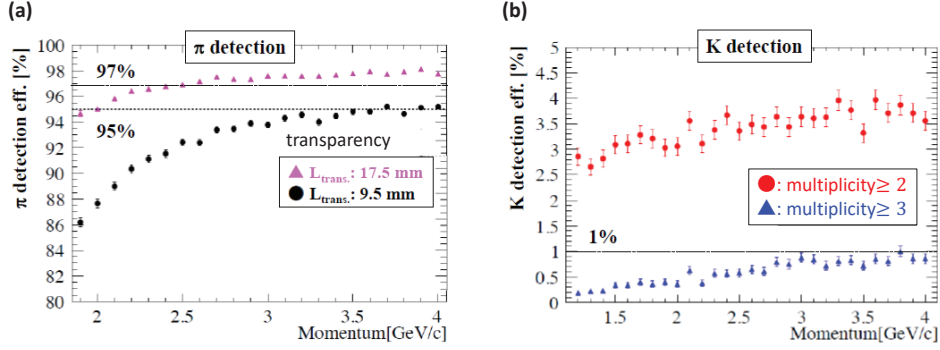 (a)
π detection
π detection eff. [%]
100
98
96
94
92
90
88
86
84
82
80
97%
95%
transparency
▲ L_trans.: 17.5 mm
● L_trans.: 9.5 mm
2 2.5 3 3.5 4
Momentum[GeV/c]
(b)
K detection
K detection eff. [%]
5
4.5
4
3.5
3
2.5
2
1.5
1
0.5
0
●: multiplicity≥ 2
▲: multiplicity≥ 3
1%
1.5 2 2.5 3 3.5 4
Momentum[GeV/c]